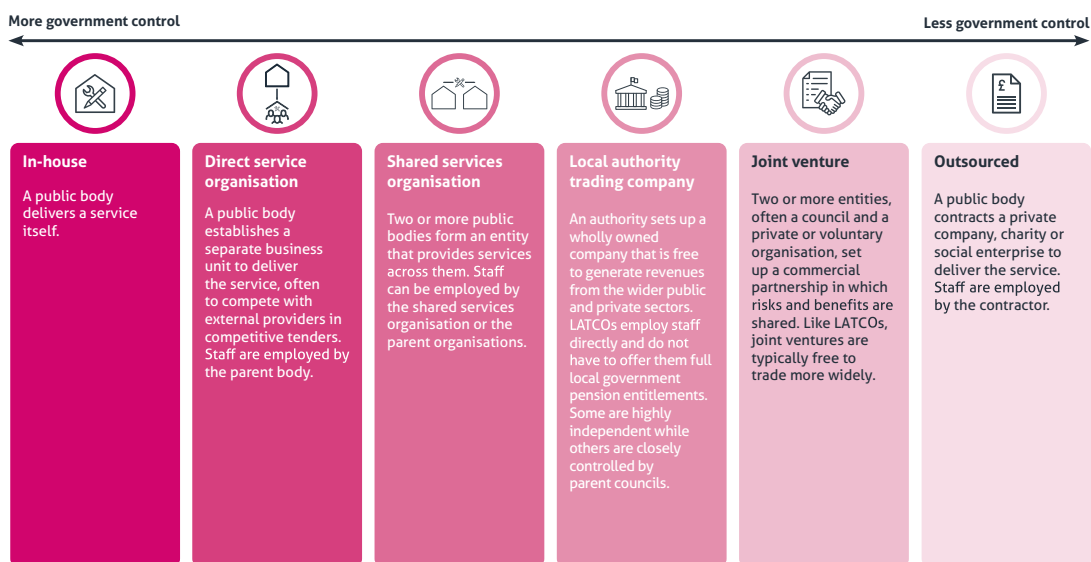 More government control
Less government control
£
In-house
A public body
delivers a service
itself.
Direct service
organisation
A public body
establishes a
separate business
unit to deliver
the service, often
to compete with
external providers in
competitive tenders.
Staff are employed by
the parent body.
Shared services
organisation
Two or more public
bodies form an entity
that provides services
across them. Staff
can be employed by
the shared services
organisation or the
parent organisations.
Local authority
trading company
An authority sets up a
wholly owned
company that is free
to generate revenues
from the wider public
and private sectors.
LATCOs employ staff
directly and do not
have to offer them full
local government
pension entitlements.
Some are highly
independent while
others are closely
controlled by
parent councils.
Joint venture
Two or more entities,
often a council and a
private or voluntary
organisation, set
up a commercial
partnership in which
risks and benefits are
shared. Like LATCOs,
joint ventures are
typically free to
trade more widely.
Outsourced
A public body
contracts a private
company, charity or
social enterprise to
deliver the service.
Staff are employed
by the contractor.